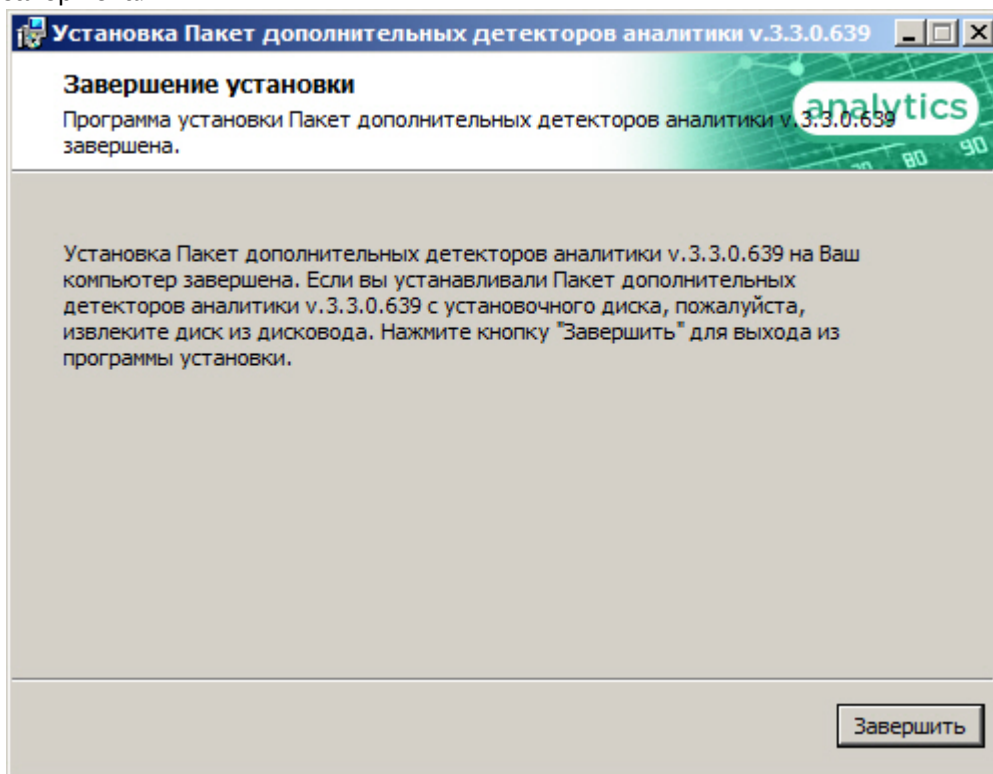 Установка Пакет дополнительных детекторов аналитики v.3.3.0.639
Завершение установки
analytics
Программа установки Пакет дополнительных детекторов аналитики v.3.3.0.639
завершена.
80 90
Установка Пакет дополнительных детекторов аналитики v.3.3.0.639 на Ваш
компьютер завершена. Если вы устанавливали Пакет дополнительных
детекторов аналитики v.3.3.0.639 с установочного диска, пожалуйста,
извлеките диск из дисковода. Нажмите кнопку "Завершить" для выхода из
программы установки.
Завершить